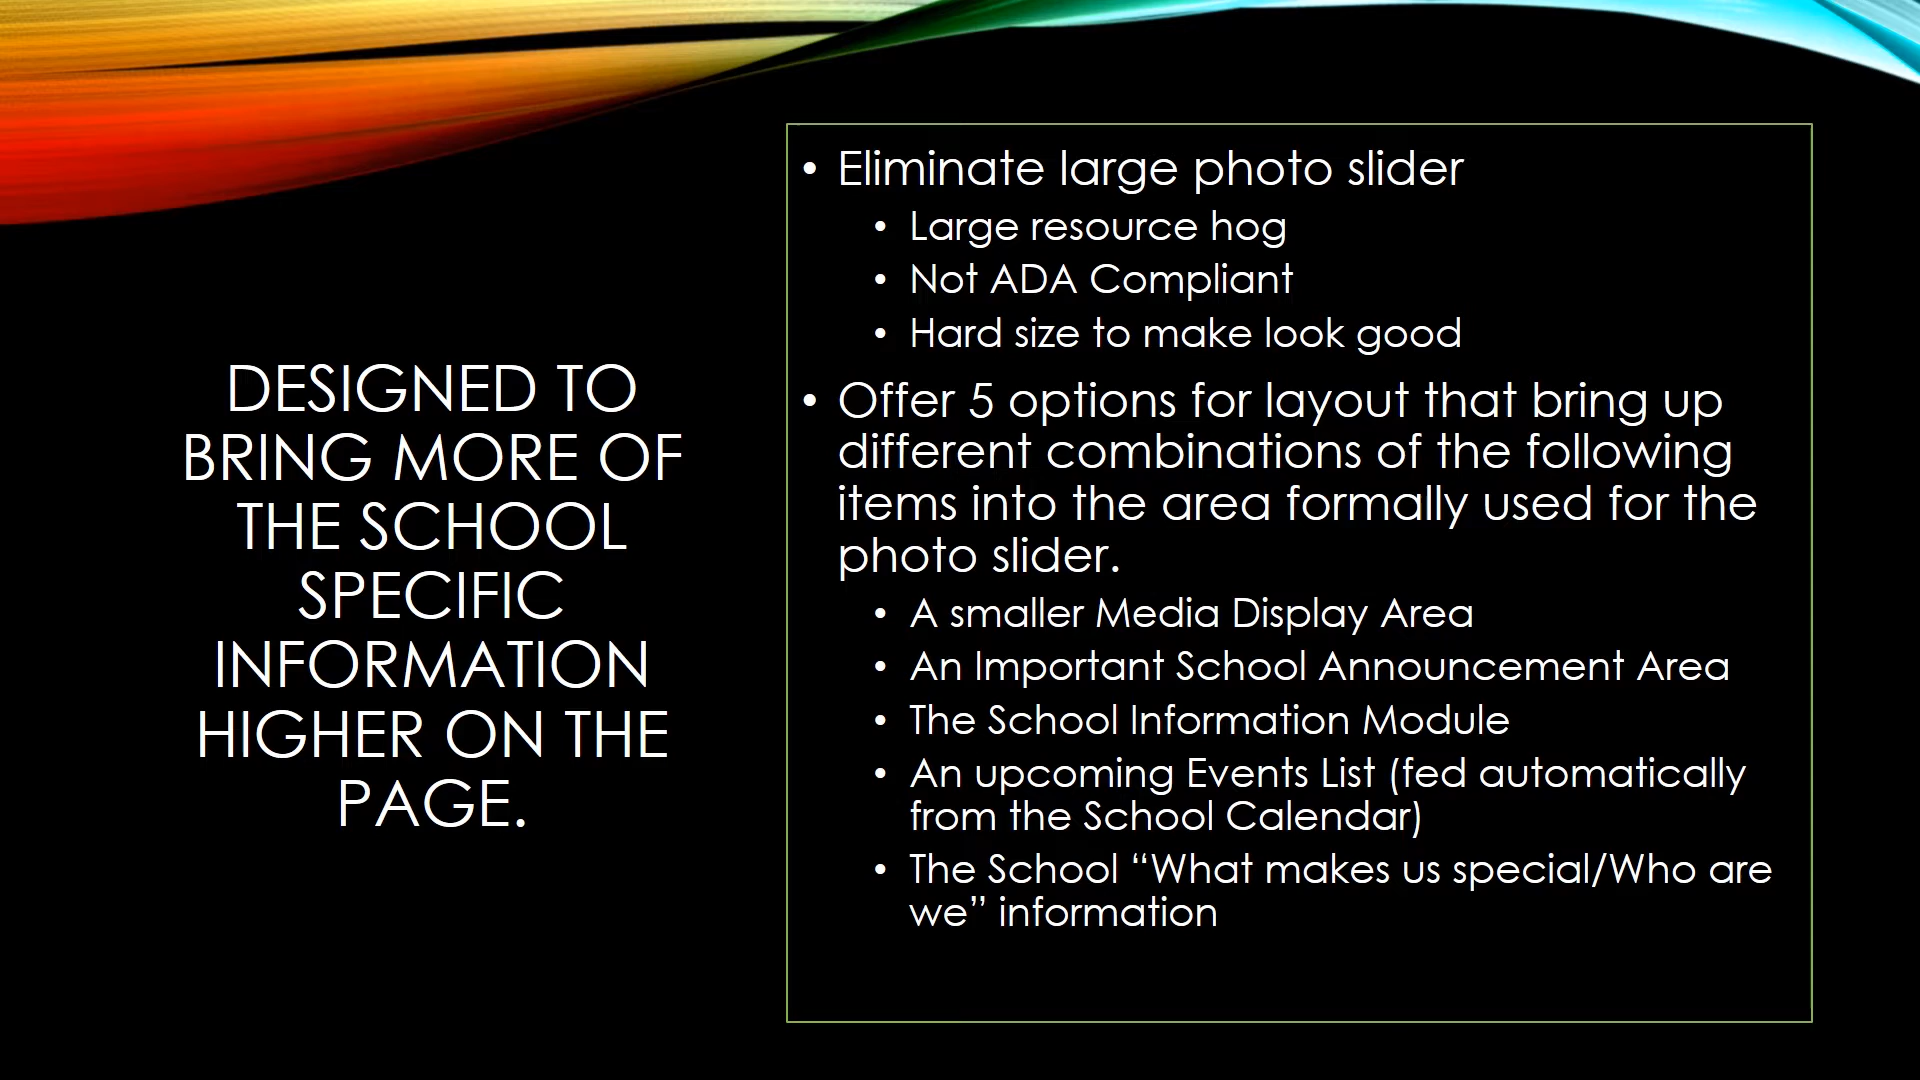 DESIGNED TO
BRING MORE OF
THE SCHOOL
SPECIFIC
INFORMATION
HIGHER ON THE
PAGE.
• Eliminate large photo slider
• Large resource hog
• Not ADA Compliant
• Hard size to make look good
• Offer 5 options for layout that bring up
different combinations of the following
items into the area formally used for the
photo slider.
• A smaller Media Display Area
• An Important School Announcement Area
• The School Information Module
• An upcoming Events List (fed automatically
from the School Calendar)
• The School “What makes us special/Who are
we” information